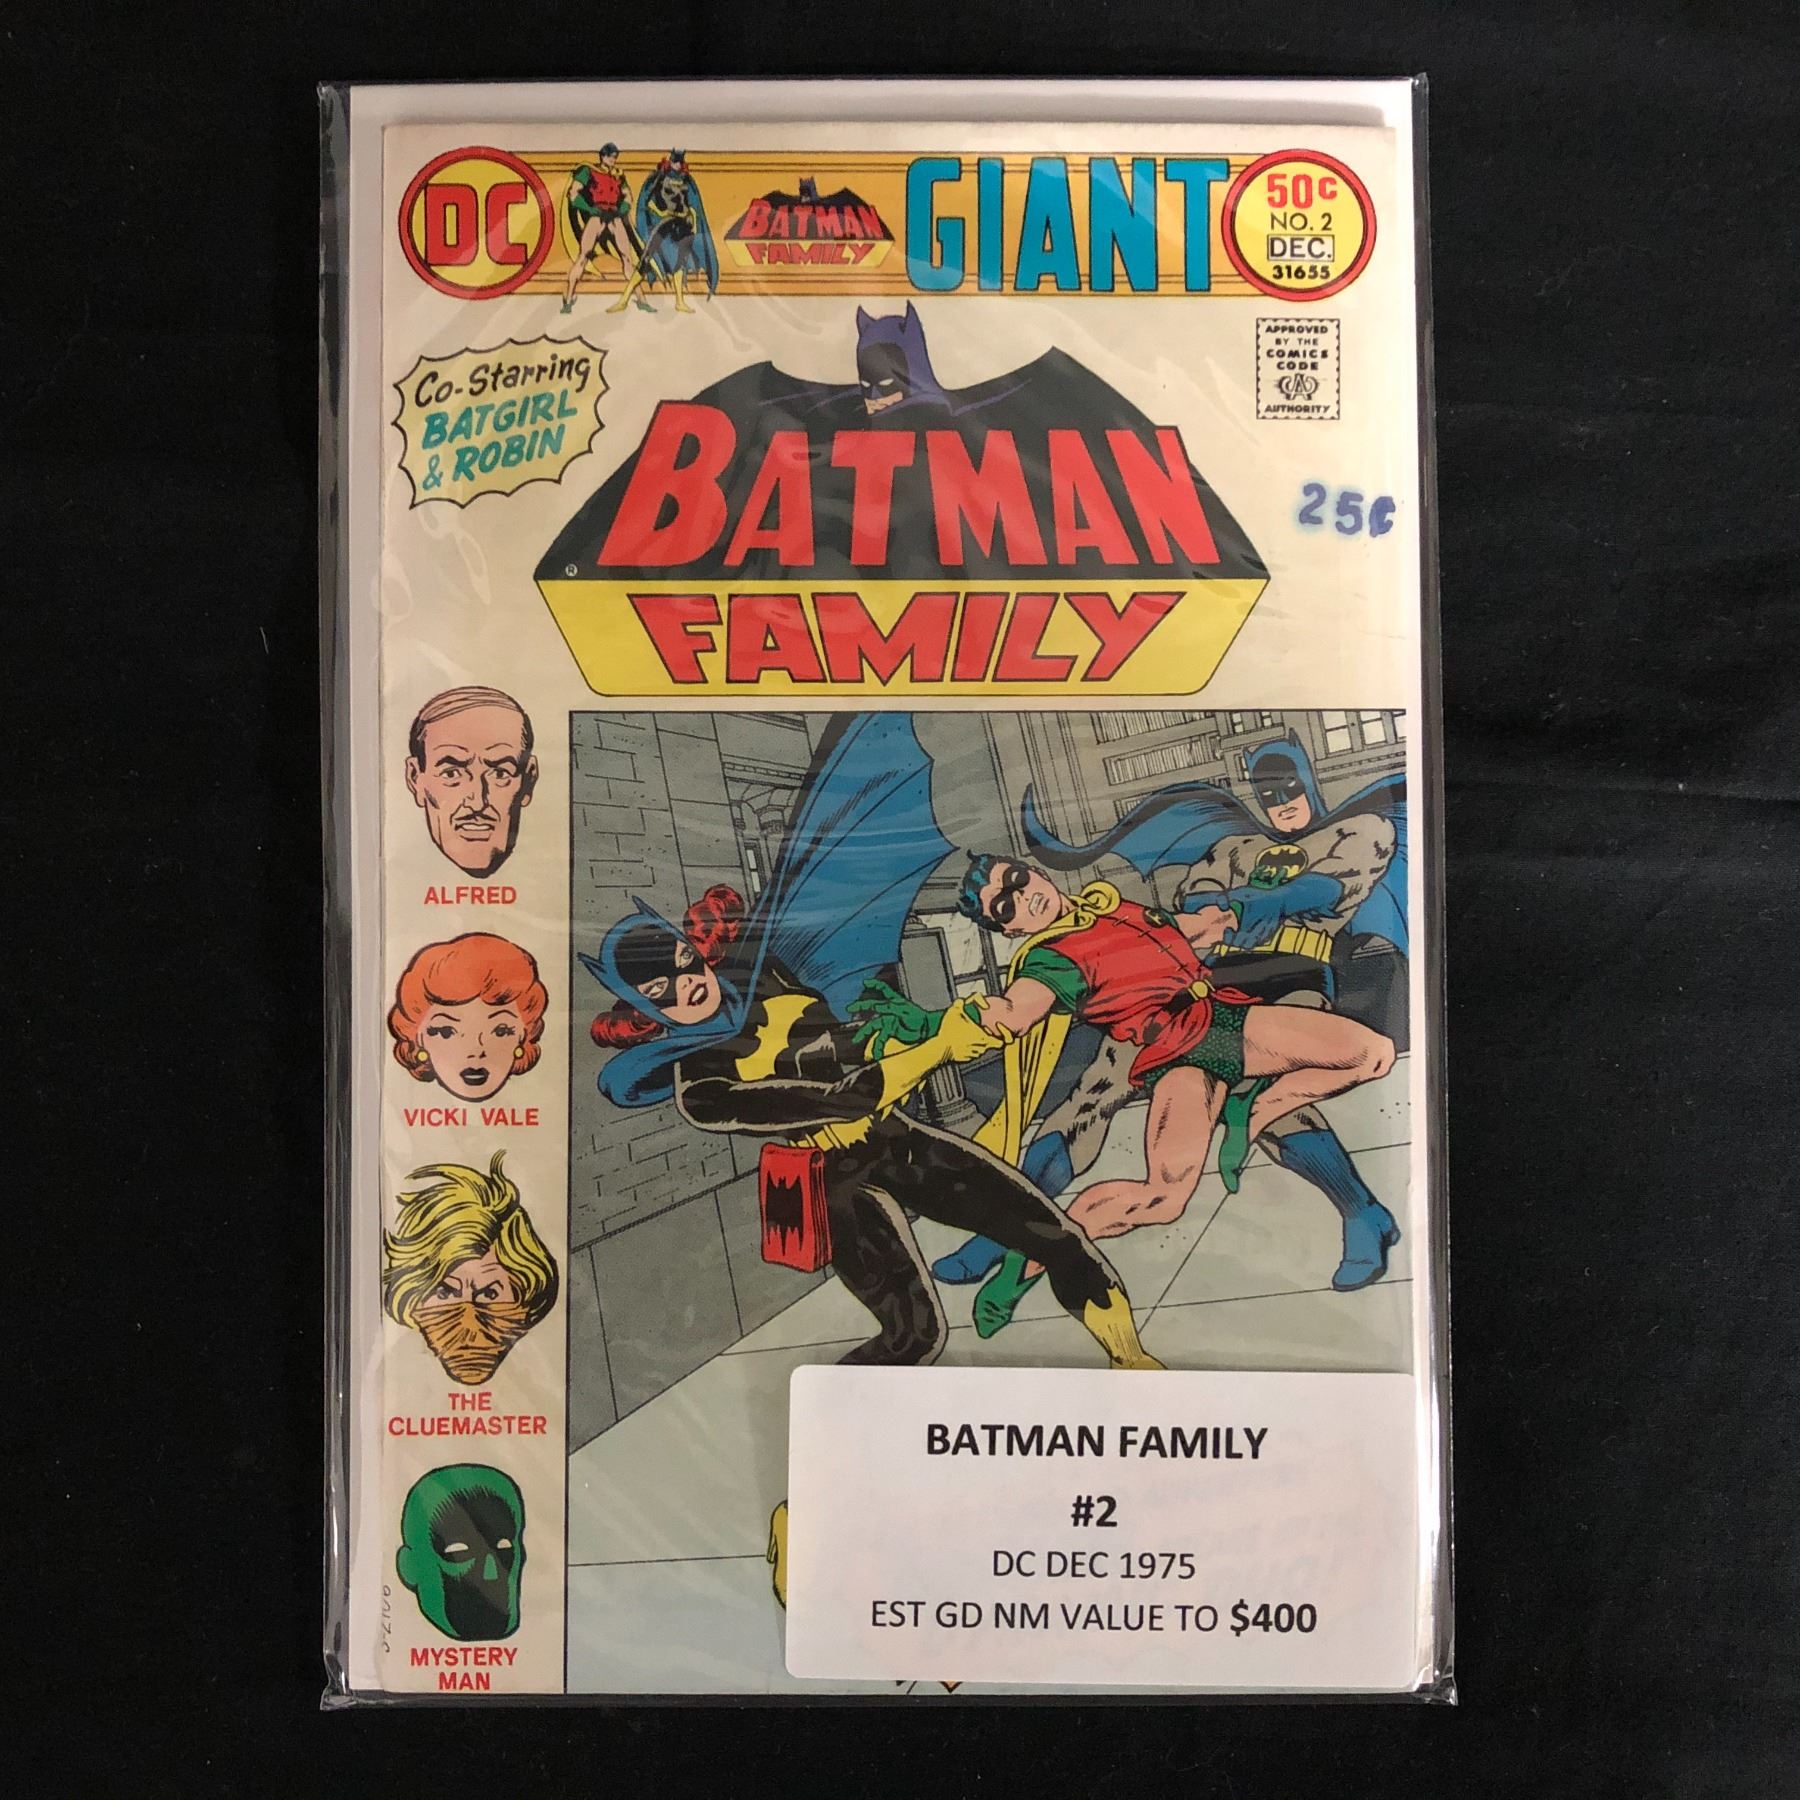 DC
BATMAN
FAMILY
GIANT
50¢
NO. 2
DEC.
31655
Co-Starring
BATGIRL
& ROBIN
APPROVED
BY THE
COMICS
CODE
AUTHORITY
BATMAN
FAMILY
®
25¢
ALFRED
VICKI VALE
THE
CLUEMASTER
MYSTERY
MAN
BATMAN FAMILY
#2
DC DEC 1975
EST GD NM VALUE TO $400